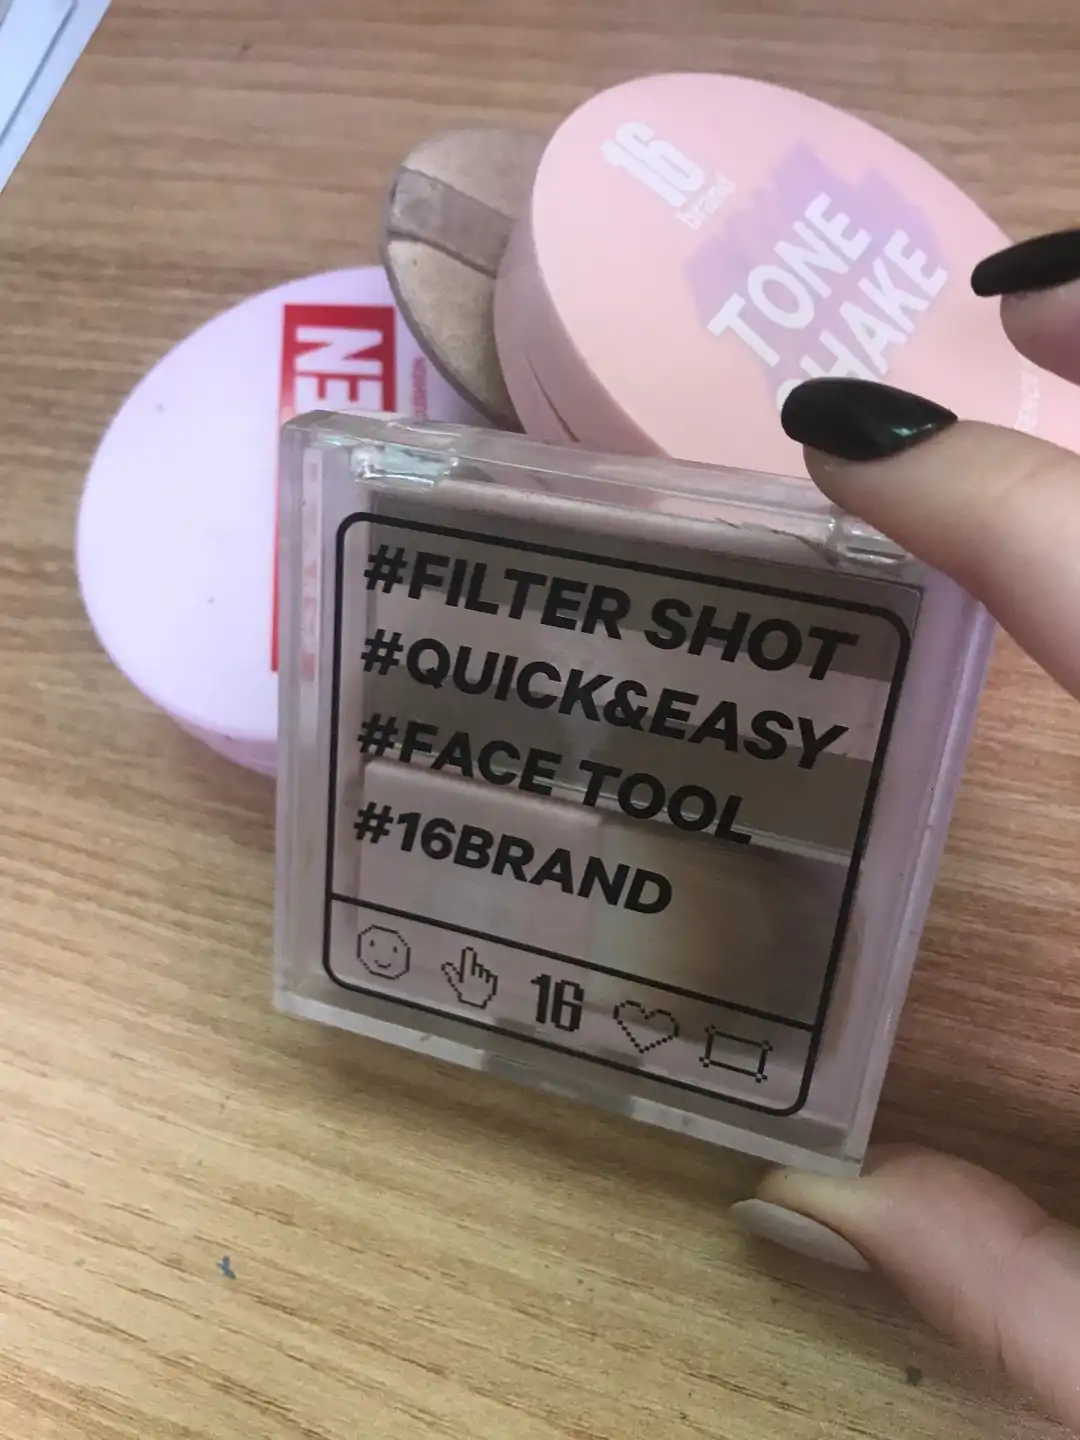 16
brand
TONE
SHAKE
#FILTER SHOT
#QUICK&EASY
#FACE TOOL
#16BRAND
16